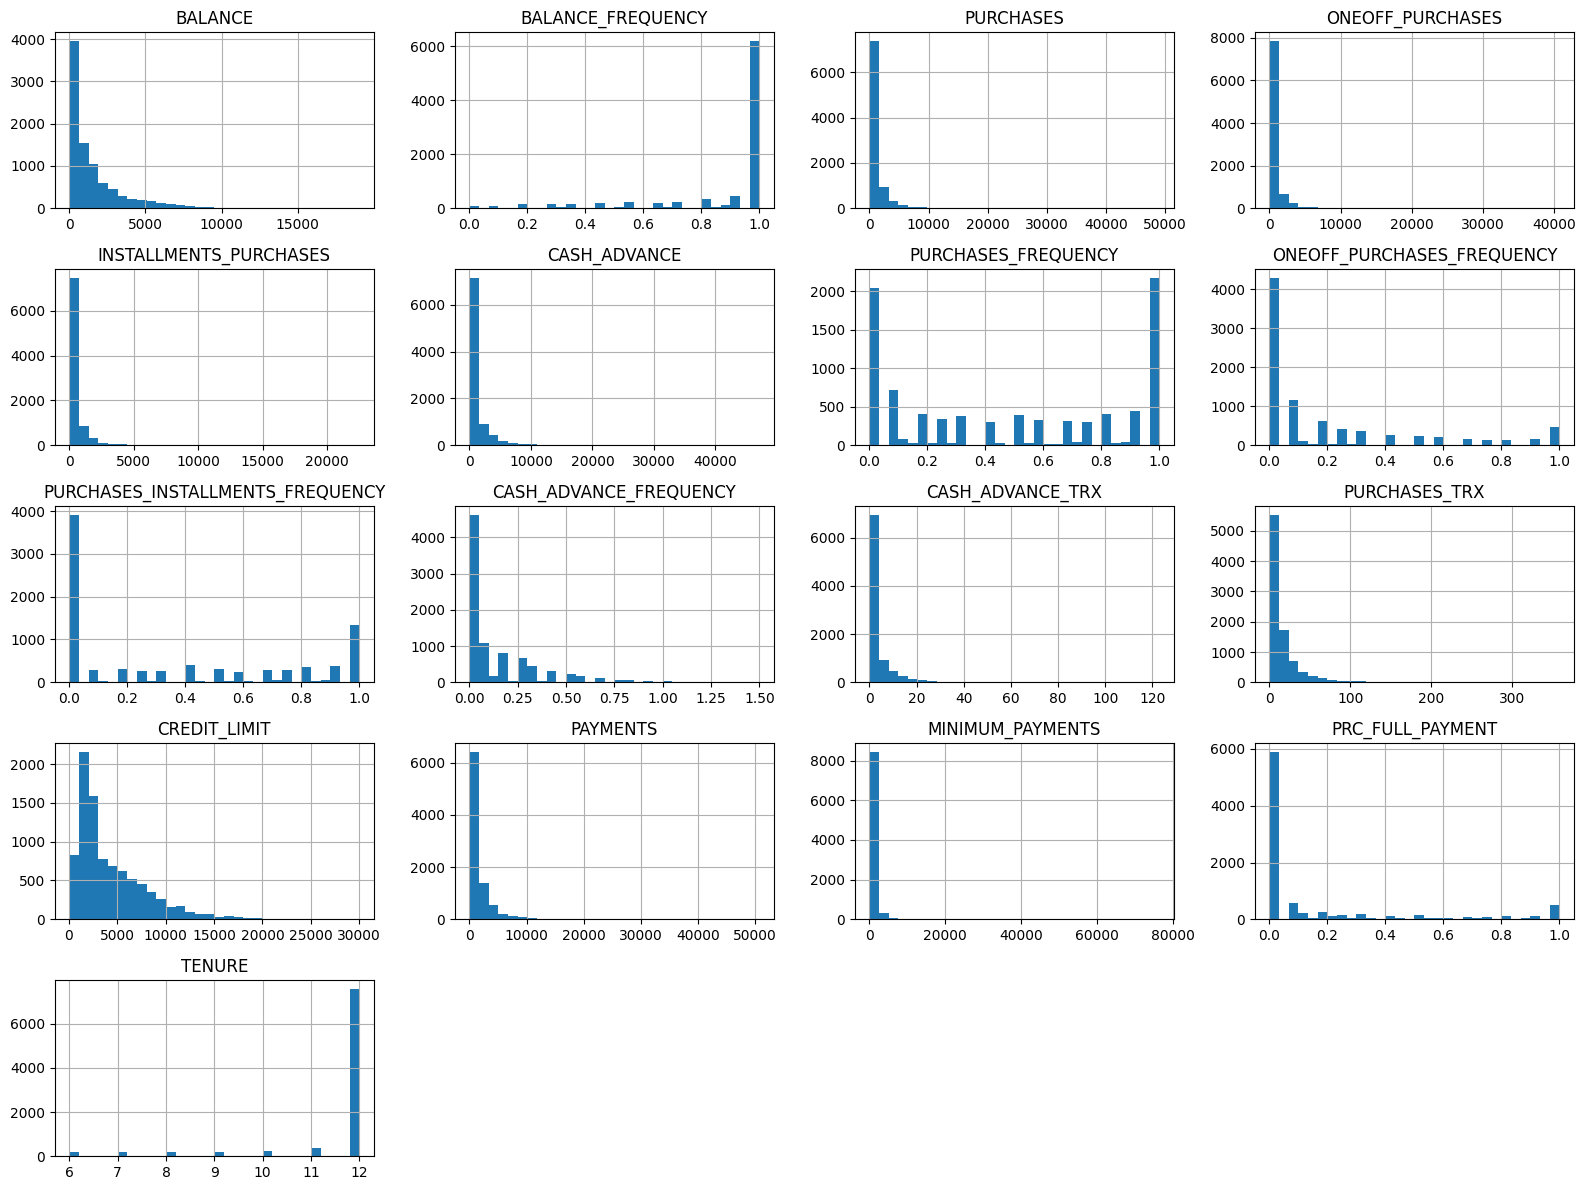 BALANCE BALANCE_FREQUENCY PURCHASES ONEOFF_PURCHASES
4000 3000 2000 1000 0
0 5000 10000 15000
6000 4000 2000 0
0.0 0.2 0.4 0.6 0.8 1.0
6000 4000 2000 0
0 10000 20000 30000 40000 50000
8000 6000 4000 2000 0
0 10000 20000 30000 40000
INSTALLMENTS_PURCHASES CASH_ADVANCE PURCHASES_FREQUENCY ONEOFF_PURCHASES_FREQUENCY
6000 4000 2000 0
0 5000 10000 15000 20000
6000 4000 2000 0
0 10000 20000 30000 40000
2000 1500 1000 500 0
0.0 0.2 0.4 0.6 0.8 1.0
4000 3000 2000 1000 0
0.0 0.2 0.4 0.6 0.8 1.0
PURCHASES_INSTALLMENTS_FREQUENCY CASH_ADVANCE_FREQUENCY CASH_ADVANCE_TRX PURCHASES_TRX
4000 3000 2000 1000 0
0.0 0.2 0.4 0.6 0.8 1.0
4000 3000 2000 1000 0
0.00 0.25 0.50 0.75 1.00 1.25 1.50
6000 4000 2000 0
0 20 40 60 80 100 120
5000 4000 3000 2000 1000 0
0 100 200 300
CREDIT_LIMIT PAYMENTS MINIMUM_PAYMENTS PRC_FULL_PAYMENT
2000 1500 1000 500 0
0 5000 10000 15000 20000 25000 30000
6000 4000 2000 0
0 10000 20000 30000 40000 50000
8000 6000 4000 2000 0
0 20000 40000 60000 80000
6000 4000 2000 0
0.0 0.2 0.4 0.6 0.8 1.0
TENURE
6000 4000 2000 0
6 7 8 9 10 11 12